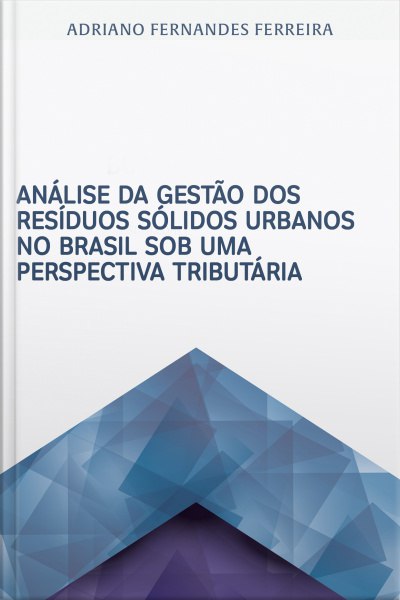 ADRIANO FERNANDES FERREIRA
ANÁLISE DA GESTÃO DOS
RESÍDUOS SÓLIDOS URBANOS
NO BRASIL SOB UMA
PERSPECTIVA TRIBUTÁRIA